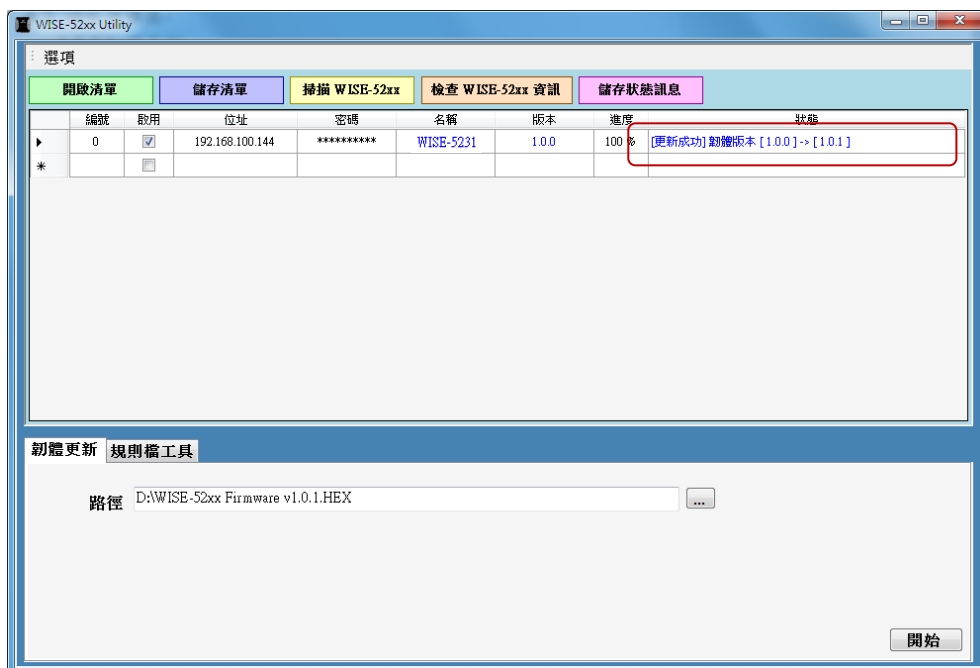 WISE-52xx Utility
選項
開啟清單 儲存清單 掃描 WISE-52xx 檢查 WISE-52xx 資訊 儲存狀態訊息
編號 啟用 位址 密碼 名稱 版本 進度 狀態
0 192.168.100.144 ********** WISE-5231 1.0.0 100 % [更新成功] 韌體版本 [ 1.0.0 ] -> [ 1.0.1 ]
韌體更新 規則檔工具
路徑 D:\WISE-52xx Firmware v1.0.1.HEX ...
開始